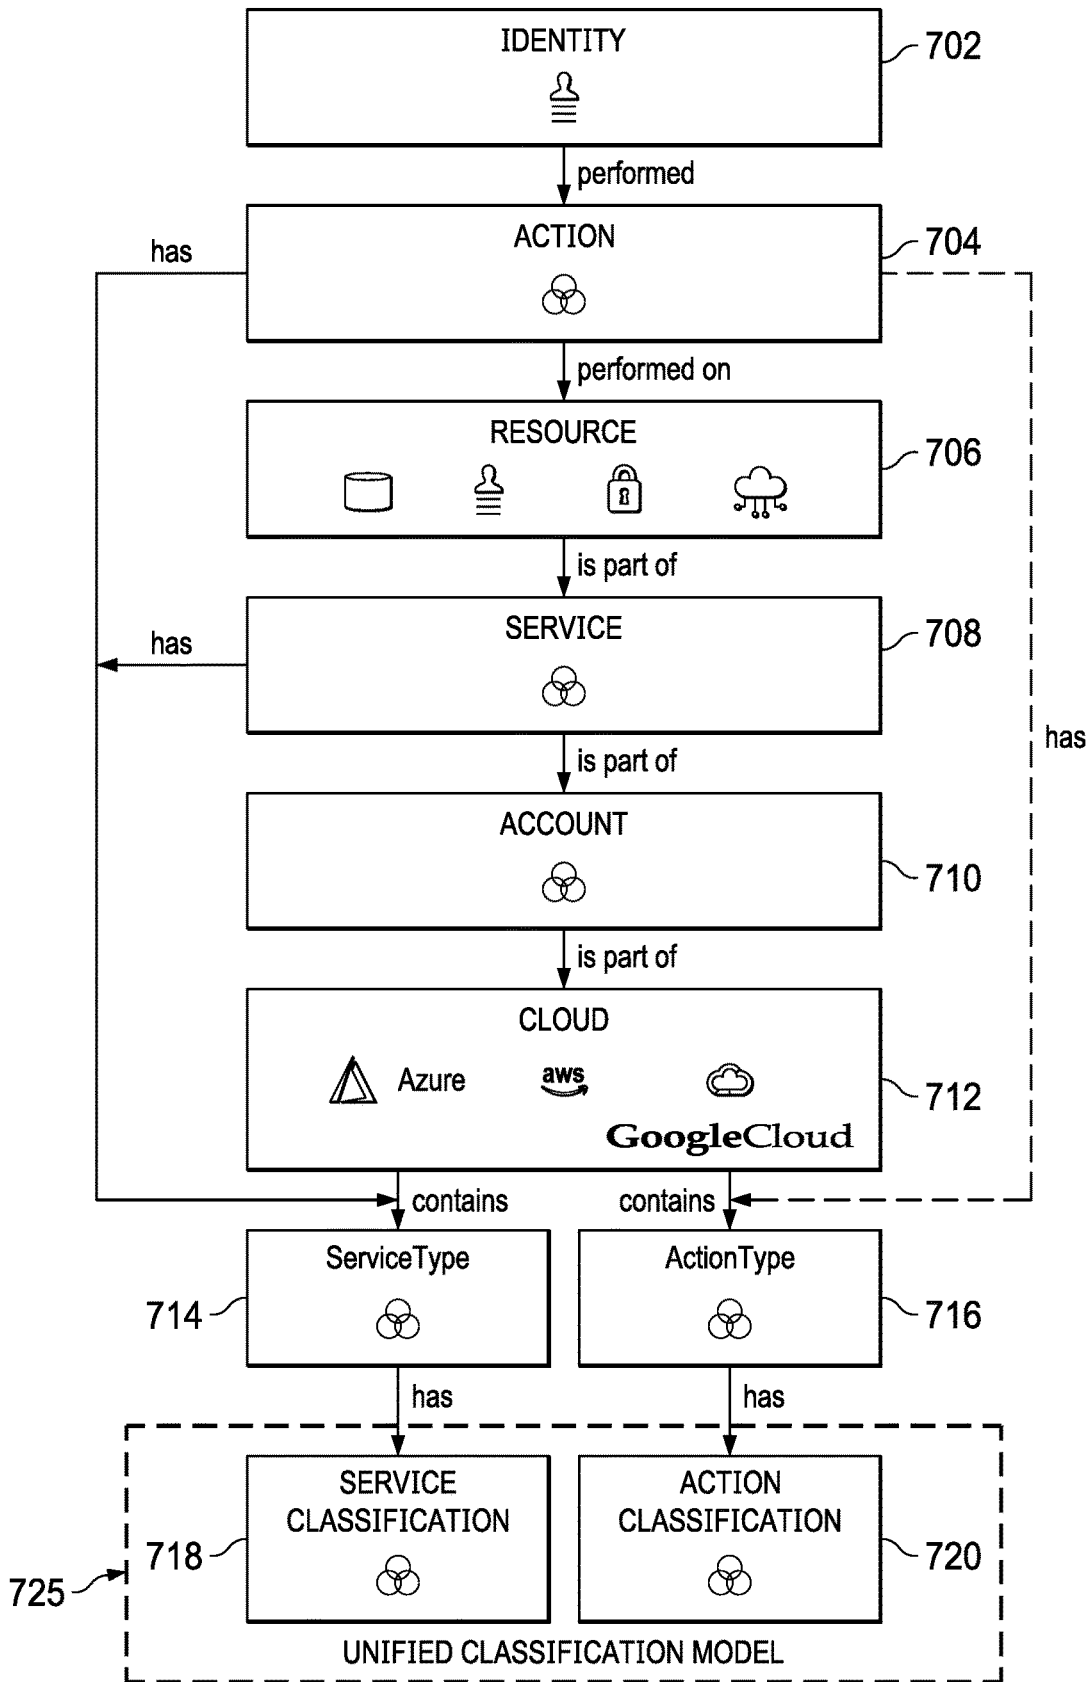 IDENTITY
702
performed
ACTION
704
has
performed on
RESOURCE
706
is part of
SERVICE
708
has
has
is part of
ACCOUNT
710
is part of
CLOUD
Azure
aws
712
GoogleCloud
contains
contains
ServiceType
ActionType
714
716
has
has
SERVICE
CLASSIFICATION
ACTION
CLASSIFICATION
718
720
725
UNIFIED CLASSIFICATION MODEL